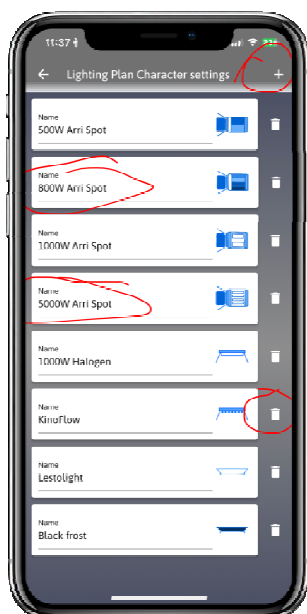 11:37
Lighting Plan Character settings
Name
500W Arri Spot
Name
800W Arri Spot
Name
1000W Arri Spot
Name
5000W Arri Spot
Name
1000W Halogen
Name
KinoFlow
Name
Lestolight
Name
Black frost